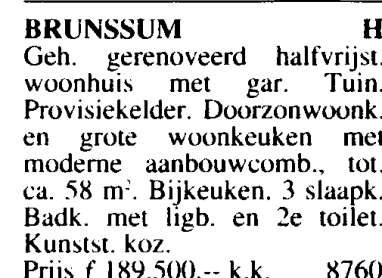 BRUNSSUM H
Geh. gerenoveerd halfvrijst.
woonhuis met gar. Tuin.
Provisiekelder. Doorzonwoonk.
en grote woonkeuken met
moderne aanbouwcomb., tot.
ca. 58 m². Bijkeuken. 3 slaapk.
Badk. met ligb. en 2e toilet.
Kunstst. koz.
Prijs f 189.500,-- k.k. 8760